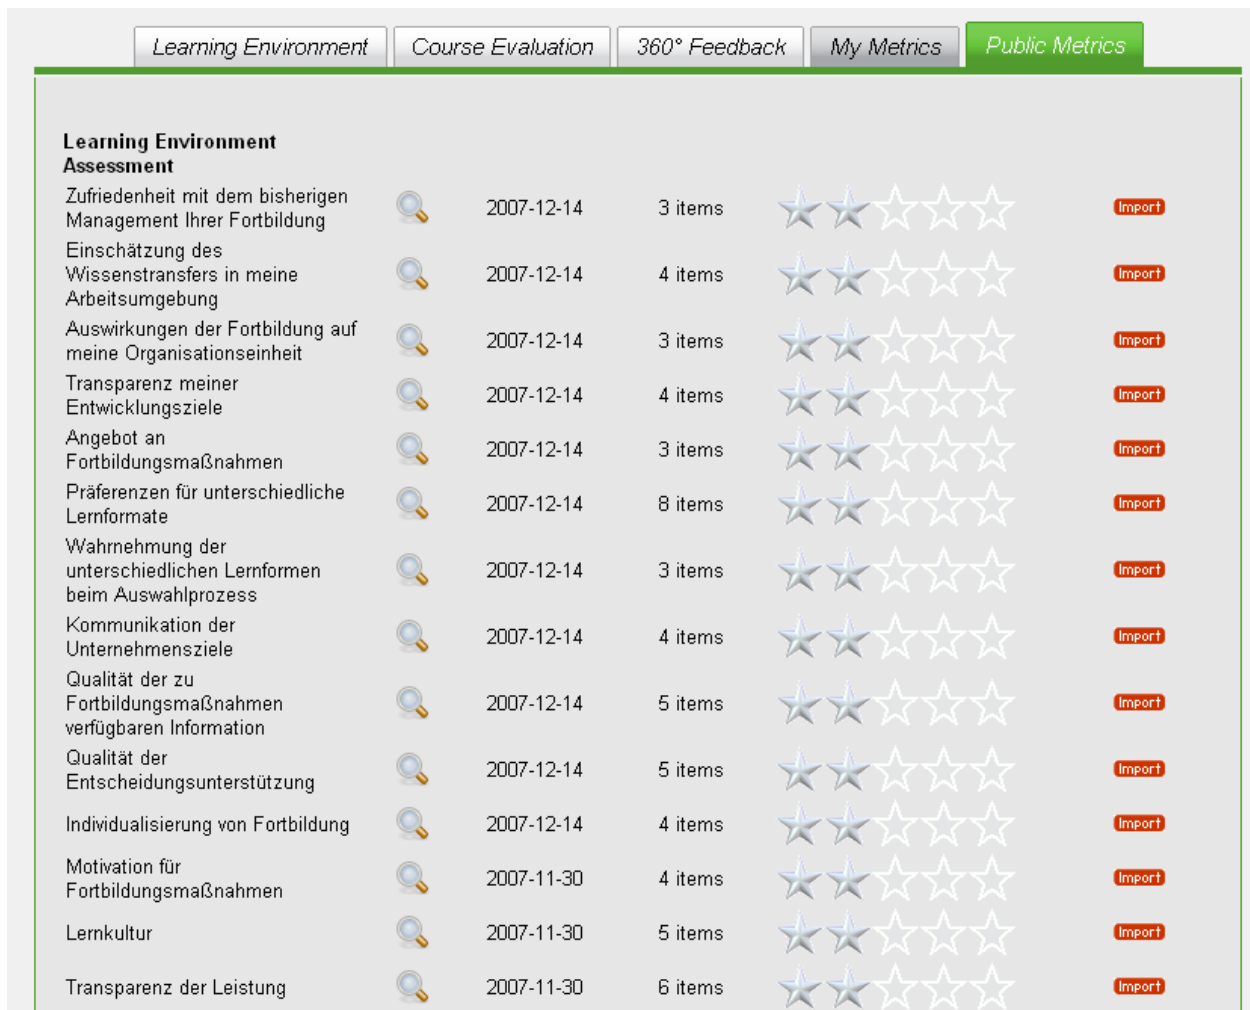 Learning Environment Course Evaluation 360° Feedback My Metrics Public Metrics
Learning Environment
Assessment
Zufriedenheit mit dem bisherigen
Management Ihrer Fortbildung 2007-12-14 3 items Import
Einschätzung des
Wissenstransfers in meine 2007-12-14 4 items Import
Arbeitsumgebung
Auswirkungen der Fortbildung auf
meine Organisationseinheit 2007-12-14 3 items Import
Transparenz meiner
Entwicklungsziele 2007-12-14 4 items Import
Angebot an
Fortbildungsmaßnahmen 2007-12-14 3 items Import
Präferenzen für unterschiedliche
Lernformate 2007-12-14 8 items Import
Wahrnehmung der
unterschiedlichen Lernformen 2007-12-14 3 items Import
beim Auswahlprozess
Kommunikation der
Unternehmensziele 2007-12-14 4 items Import
Qualität der zu
Fortbildungsmaßnahmen 2007-12-14 5 items Import
verfügbaren Information
Qualität der
Entscheidungsunterstützung 2007-12-14 5 items Import
Individualisierung von Fortbildung 2007-12-14 4 items Import
Motivation für
Fortbildungsmaßnahmen 2007-11-30 4 items Import
Lernkultur 2007-11-30 5 items Import
Transparenz der Leistung 2007-11-30 6 items Import